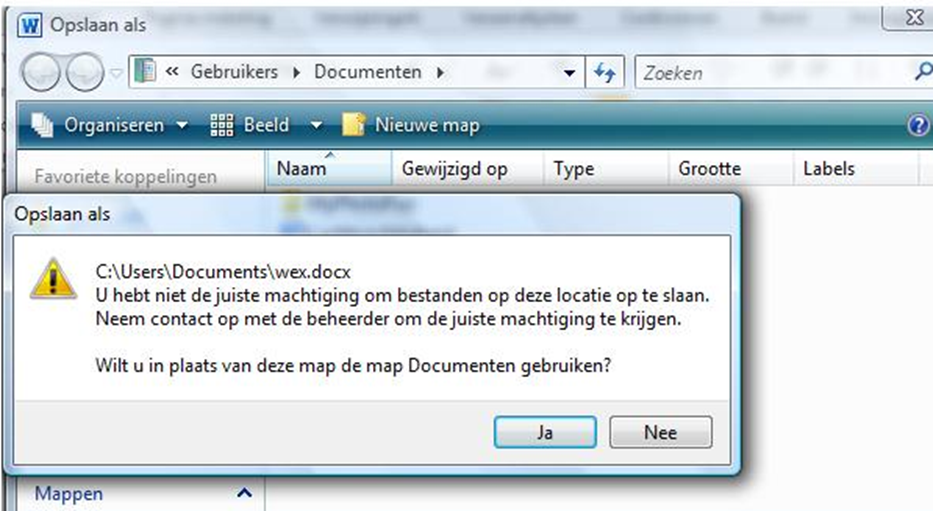 Opslaan als
« Gebruikers Documenten
Zoeken
Organiseren Beeld Nieuwe map
Favoriete koppelingen
Naam Gewijzigd op Type Grootte Labels
Opslaan als
C:\Users\Documents\wex.docx
U hebt niet de juiste machtiging om bestanden op deze locatie op te slaan.
Neem contact op met de beheerder om de juiste machtiging te krijgen.
Wilt u in plaats van deze map de map Documenten gebruiken?
Ja Nee
Mappen